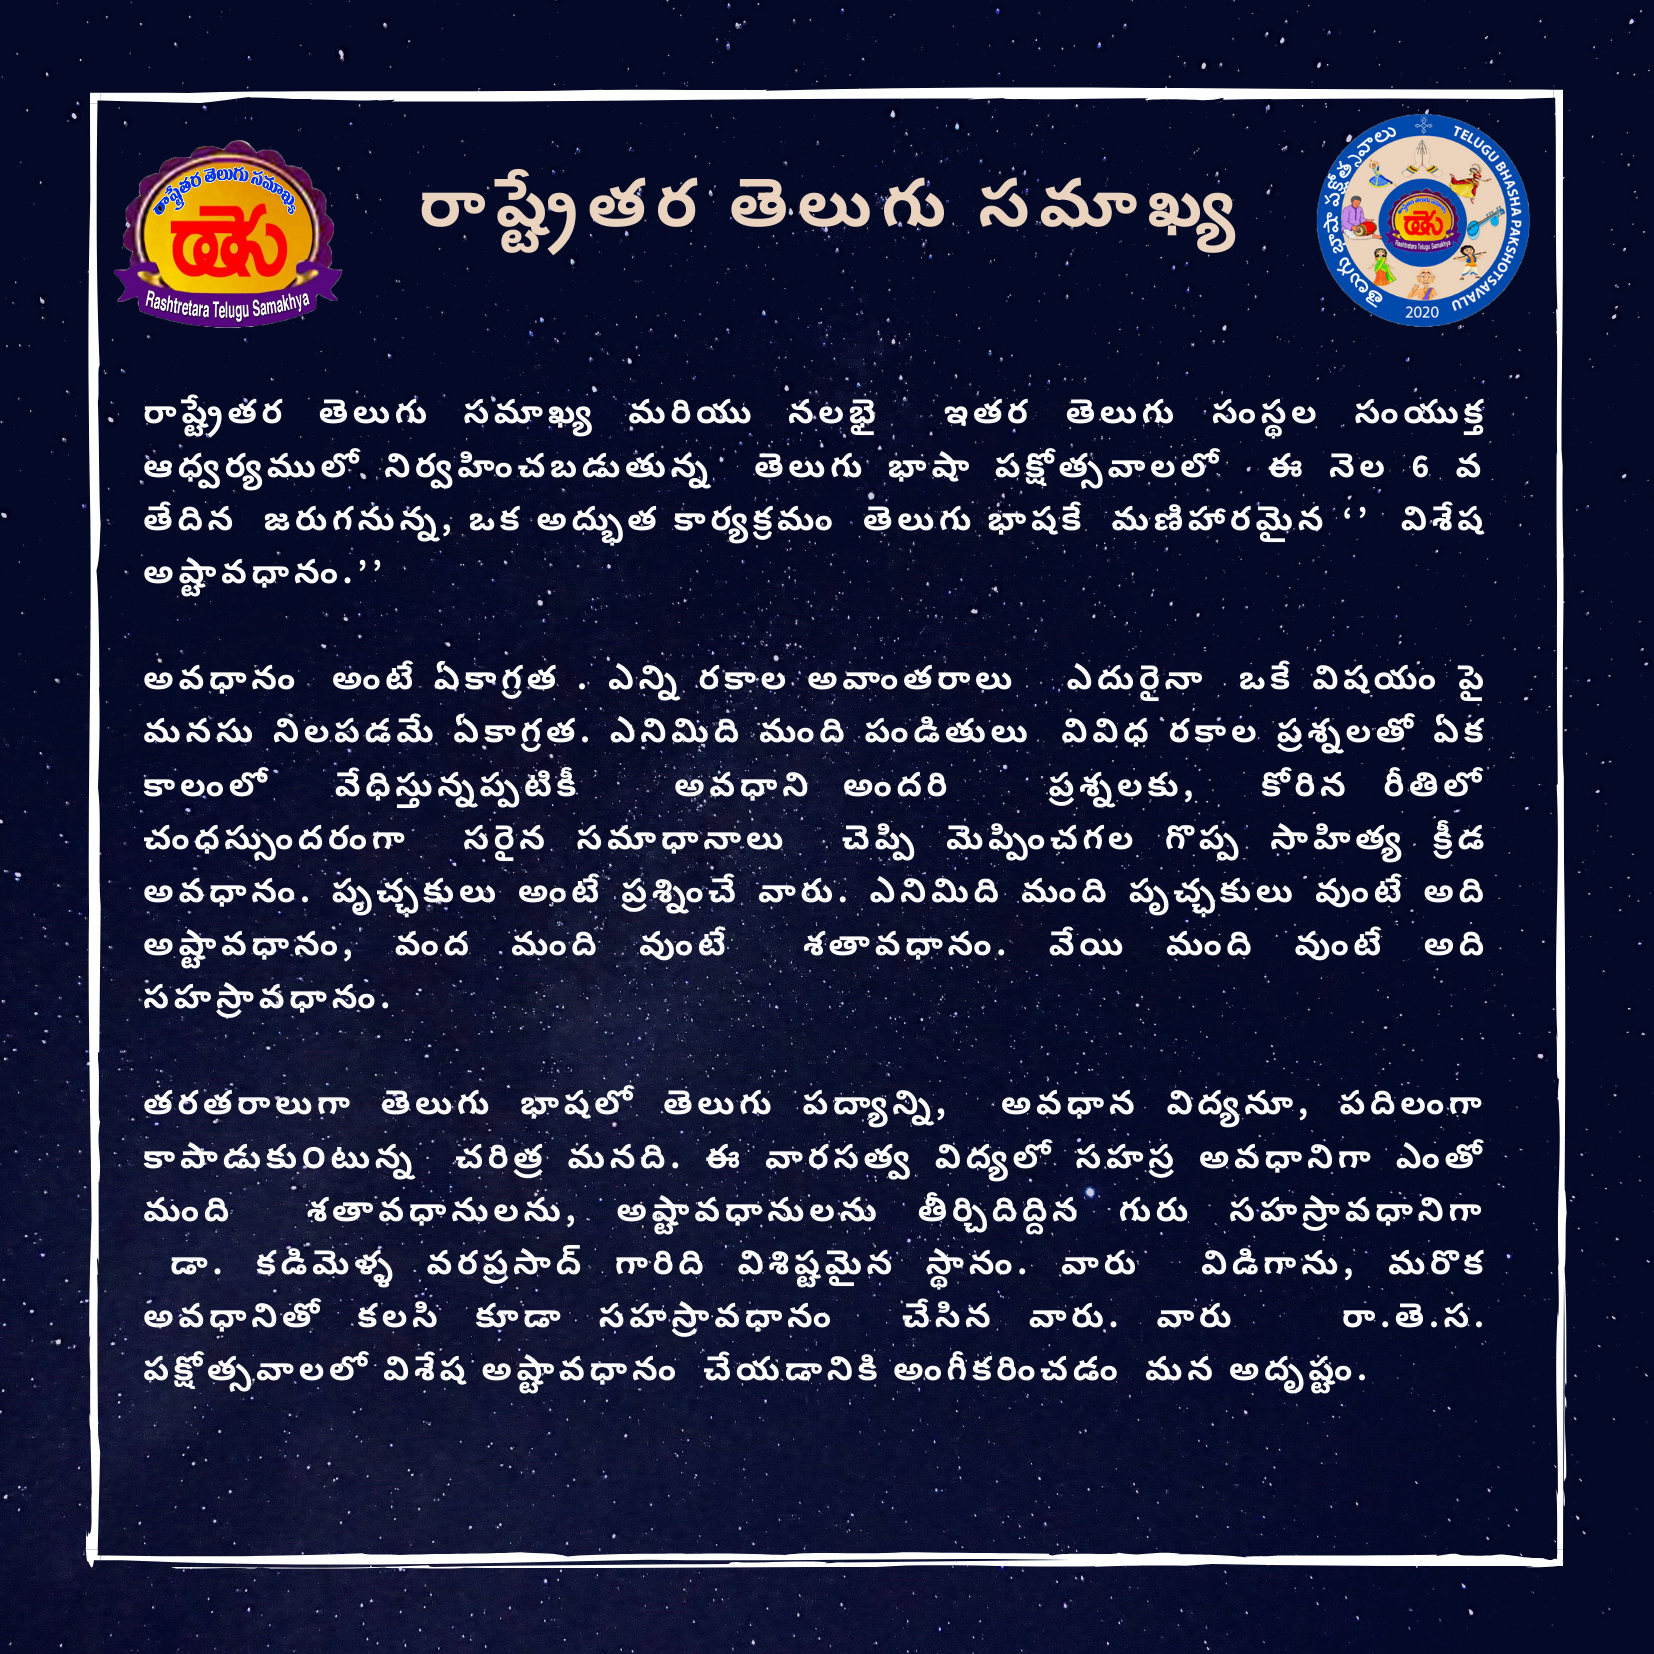 రాష్ట్రేతర తెలుగు సమాఖ్య
రాష్ట్రేతర తెలుగు సమాఖ్య
రాతెస
Rashtretara Telugu Samakhya
తెలుగు భాషా పక్షోత్సవాలు
TELUGU BHASHA PAKSHOTSAVALU
2020
రాష్ట్రేతర తెలుగు సమాఖ్య మరియు నలభై ఇతర తెలుగు సంస్థల సంయుక్త
ఆధ్వర్యములో నిర్వహించబడుతున్న తెలుగు భాషా పక్షోత్సవాలలో ఈ నెల 6 వ
తేదిన జరుగనున్న, ఒక అద్భుత కార్యక్రమం తెలుగు భాషకే మణిహారమైన ‘’ విశేష
అష్టావధానం.’’
అవధానం అంటే ఏకాగ్రత . ఎన్ని రకాల అవాంతరాలు ఎదురైనా ఒకే విషయం పై
మనసు నిలపడమే ఏకాగ్రత. ఎనిమిది మంది పండితులు వివిధ రకాల ప్రశ్నలతో ఏక
కాలంలో వేధిస్తున్నప్పటికీ అవధాని అందరి ప్రశ్నలకు, కోరిన రీతిలో
చంధస్సుందరంగా సరైన సమాధానాలు చెప్పి మెప్పించగల గొప్ప సాహిత్య క్రీడ
అవధానం. పృచ్ఛకులు అంటే ప్రశ్నించే వారు. ఎనిమిది మంది పృచ్ఛకులు వుంటే అది
అష్టావధానం, వంద మంది వుంటే శతావధానం. వేయి మంది వుంటే అది
సహస్రావధానం.
తరతరాలుగా తెలుగు భాషలో తెలుగు పద్యాన్ని, అవధాన విద్యనూ, పదిలంగా
కాపాడుకుOటున్న చరిత్ర మనది. ఈ వారసత్వ విద్యలో సహస్ర అవధానిగా ఎంతో
మంది శతావధానులను, అష్టావధానులను తీర్చిదిద్దిన గురు సహస్రావధానిగా
డా. కడిమెళ్ళ వరప్రసాద్ గారిది విశిష్టమైన స్థానం. వారు విడిగాను, మరొక
అవధానితో కలసి కూడా సహస్రావధానం చేసిన వారు. వారు రా.తె.స.
పక్షోత్సవాలలో విశేష అష్టావధానం చేయడానికి అంగీకరించడం మన అదృష్టం.